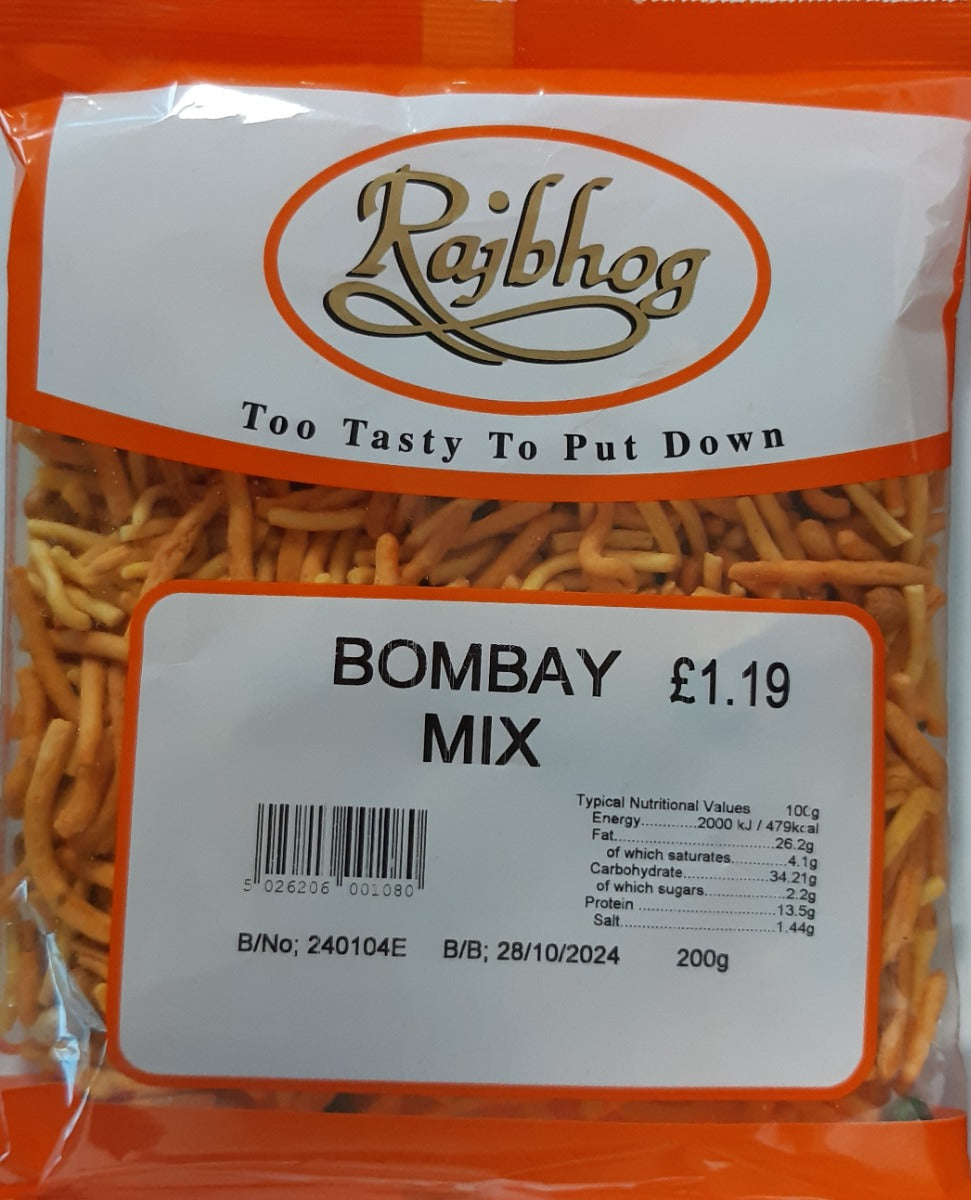 Rajbhog
Too Tasty To Put Down
BOMBAY £1.19
MIX
Typical Nutritional Values 100g
Energy............2000 kJ / 479kcal
Fat...................................26.2g
of which saturates..............4.1g
Carbohydrate......................34.21g
of which sugars....................2.2g
Protein ..............................13.5g
Salt...................................1.44g
5 026206 001080
B/No; 240104E B/B; 28/10/2024 200g